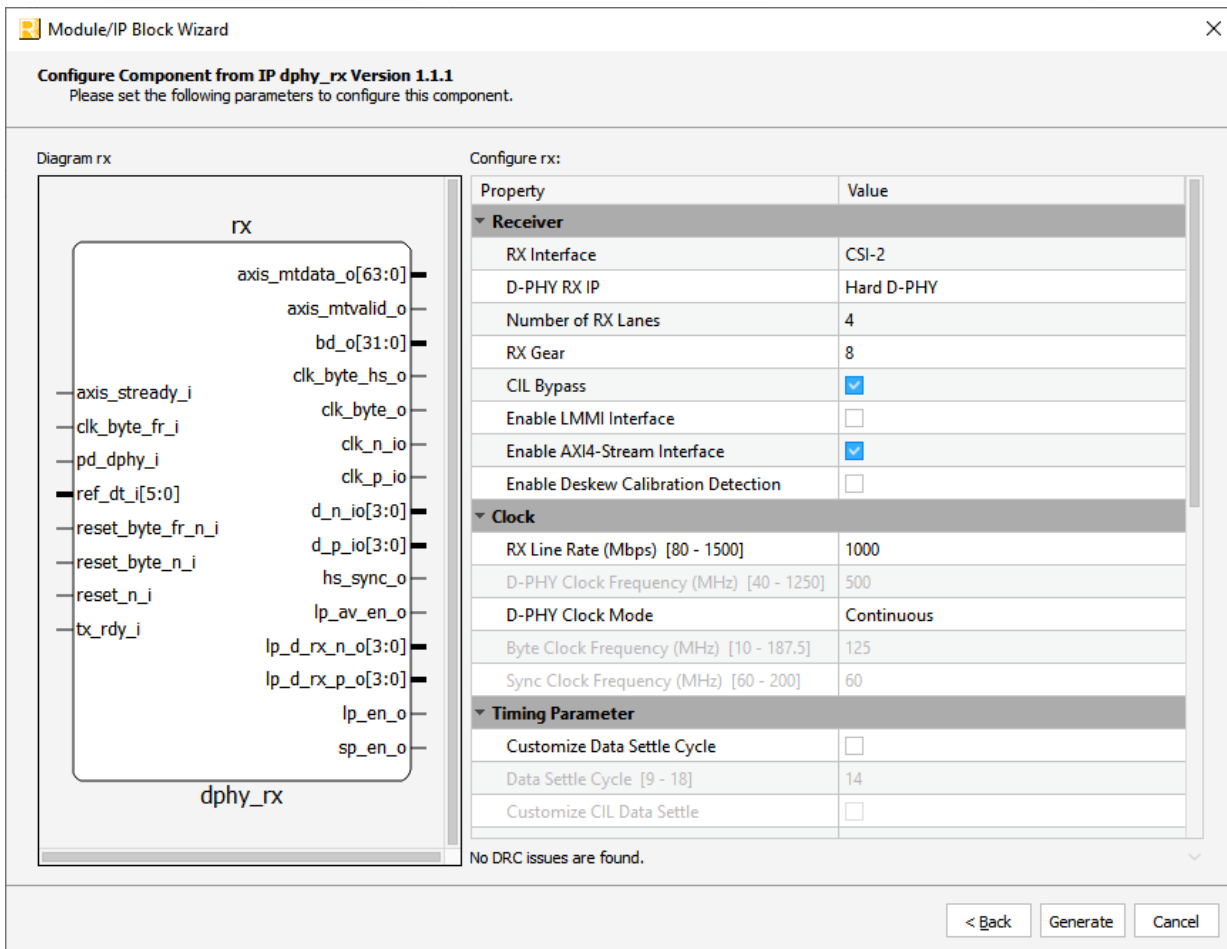 Module/IP Block Wizard
Configure Component from IP dphy_rx Version 1.1.1
Please set the following parameters to configure this component.
Diagram rx
rx
axis_mtdata_o[63:0]
axis_mtvalid_o
bd_o[31:0]
clk_byte_hs_o
axis_stready_i
clk_byte_o
clk_byte_fr_i
clk_n_io
pd_dphy_i
clk_p_io
ref_dt_i[5:0]
d_n_io[3:0]
reset_byte_fr_n_i
d_p_io[3:0]
reset_byte_n_i
hs_sync_o
reset_n_i
lp_av_en_o
tx_rdy_i
lp_d_rx_n_o[3:0]
lp_d_rx_p_o[3:0]
lp_en_o
sp_en_o
dphy_rx
Configure rx:
Property Value
Receiver
RX Interface CSI-2
D-PHY RX IP Hard D-PHY
Number of RX Lanes 4
RX Gear 8
CIL Bypass
Enable LMMI Interface
Enable AXI4-Stream Interface
Enable Deskew Calibration Detection
Clock
RX Line Rate (Mbps) [80 - 1500] 1000
D-PHY Clock Frequency (MHz) [40 - 1250] 500
D-PHY Clock Mode Continuous
Byte Clock Frequency (MHz) [10 - 187.5] 125
Sync Clock Frequency (MHz) [60 - 200] 60
Timing Parameter
Customize Data Settle Cycle
Data Settle Cycle [9 - 18] 14
Customize CIL Data Settle
No DRC issues are found.
< Back Generate Cancel